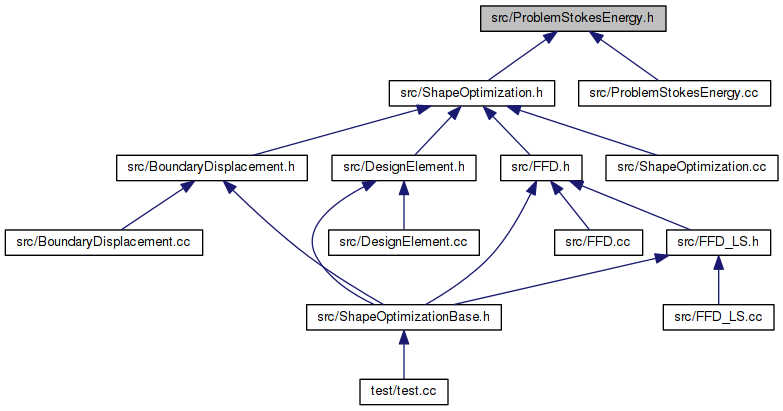 src/ProblemStokesEnergy.h
src/ShapeOptimization.h
src/ProblemStokesEnergy.cc
src/BoundaryDisplacement.h
src/DesignElement.h
src/FFD.h
src/ShapeOptimization.cc
src/BoundaryDisplacement.cc
src/DesignElement.cc
src/FFD.cc
src/FFD_LS.h
src/ShapeOptimizationBase.h
src/FFD_LS.cc
test/test.cc